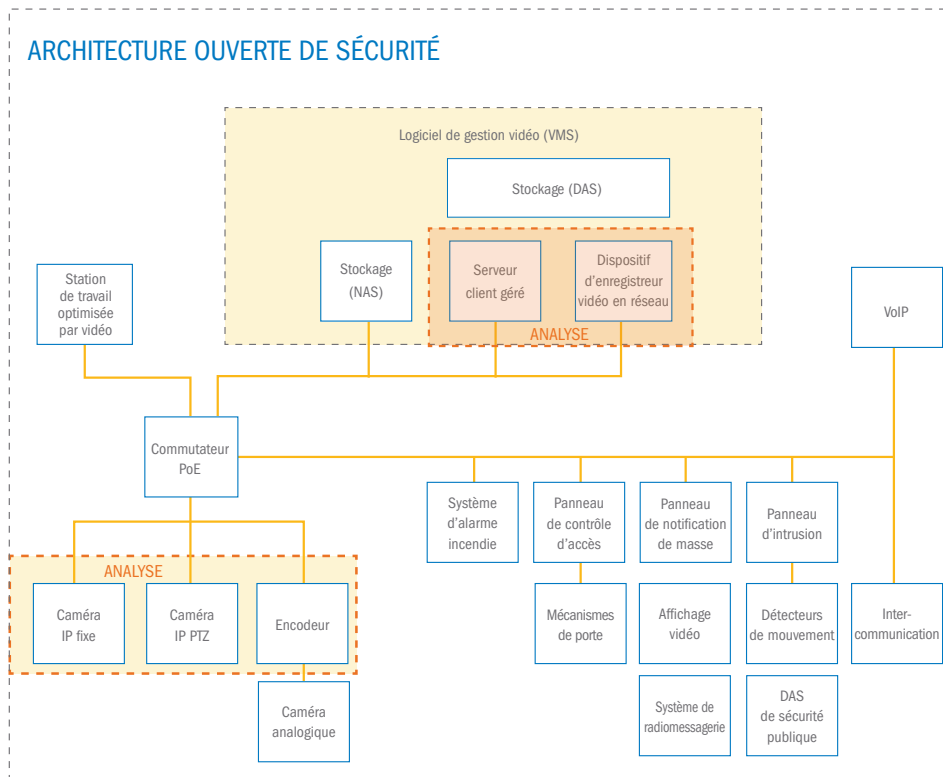 ARCHITECTURE OUVERTE DE SÉCURITÉ
Logiciel de gestion vidéo (VMS)
Stockage (DAS)
Stockage
(NAS)
Serveur
client géré
Dispositif
d'enregistreur
vidéo en réseau
ANALYSE
Station
de travail
optimisée
par vidéo
VoIP
Commutateur
PoE
Système
d'alarme
incendie
Panneau
de contrôle
d'accès
Panneau
de notification
de masse
Panneau
d'intrusion
ANALYSE
Caméra
IP fixe
Caméra
IP PTZ
Encodeur
Mécanismes
de porte
Affichage
vidéo
Détecteurs
de mouvement
Inter-
communication
Caméra
analogique
Système de
radiomessagerie
DAS
de sécurité
publique